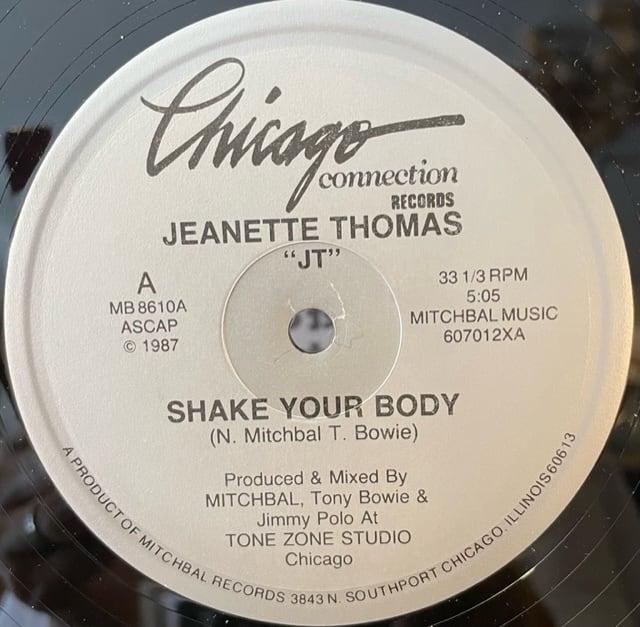 Chicago
connection
RECORDS
JEANETTE THOMAS
"JT"
A
MB 8610A
ASCAP
© 1987
33 1/3 RPM
5:05
MITCHBAL MUSIC
607012XA
SHAKE YOUR BODY
(N. Mitchbal T. Bowie)
Produced & Mixed By
MITCHBAL, Tony Bowie &
Jimmy Polo At
TONE ZONE STUDIO
Chicago
A PRODUCT OF MITCHBAL RECORDS 3843 N. SOUTHPORT CHICAGO, ILLINOIS 60613